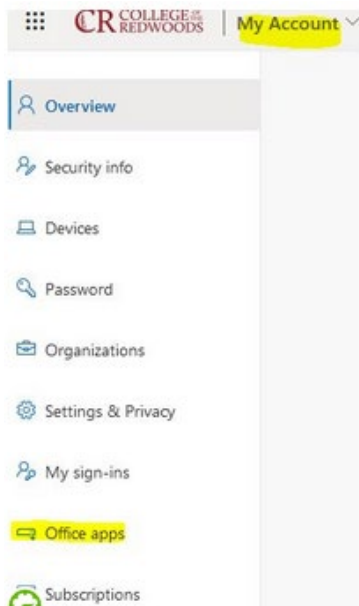 CR COLLEGE OF THE
REDWOODS
My Account
Overview
Security info
Devices
Password
Organizations
Settings & Privacy
My sign-ins
Office apps
Subscriptions